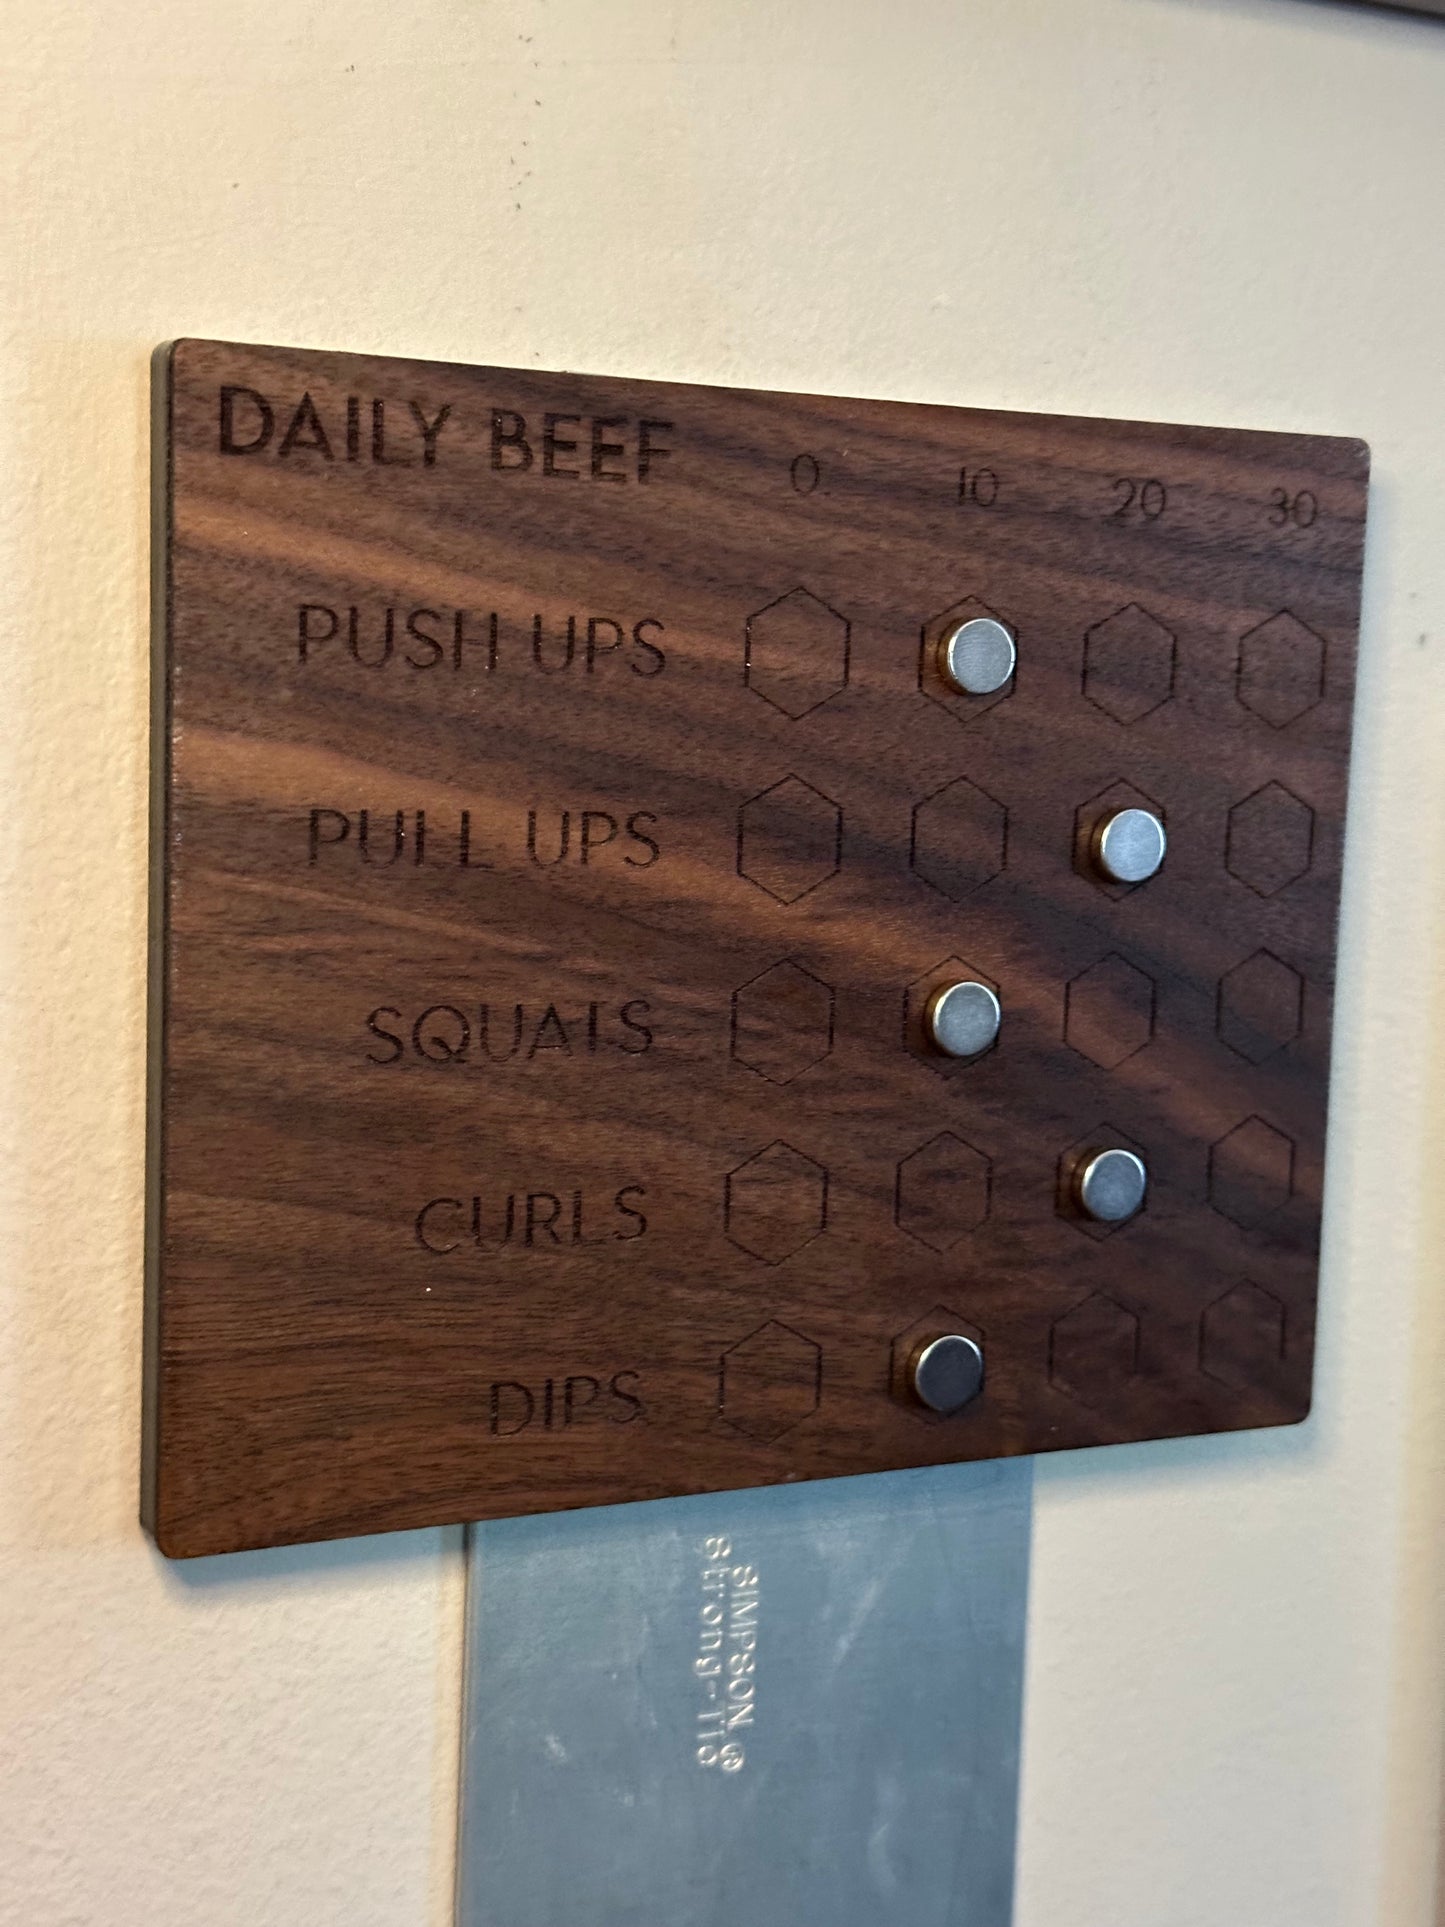 DAILY BEEF 0 10 20 30
PUSH UPS
PULL UPS
SQUATS
CURLS
DIPS
SIMPSON ®
Strong-Tie